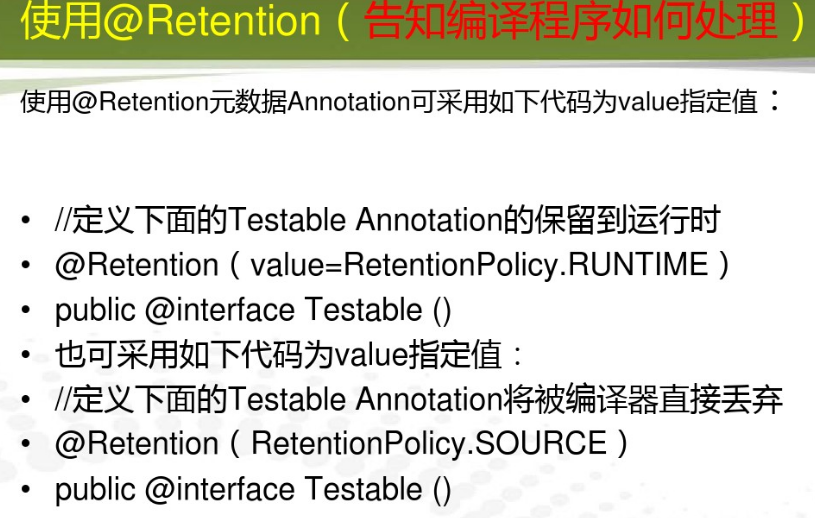 使用@Retention（告知编译程序如何处理）
使用@Retention元数据Annotation可采用如下代码为value指定值：
• //定义下面的Testable Annotation的保留到运行时
• @Retention（value=RetentionPolicy.RUNTIME）
• public @interface Testable ()
• 也可采用如下代码为value指定值：
• //定义下面的Testable Annotation将被编译器直接丢弃
• @Retention（RetentionPolicy.SOURCE）
• public @interface Testable ()